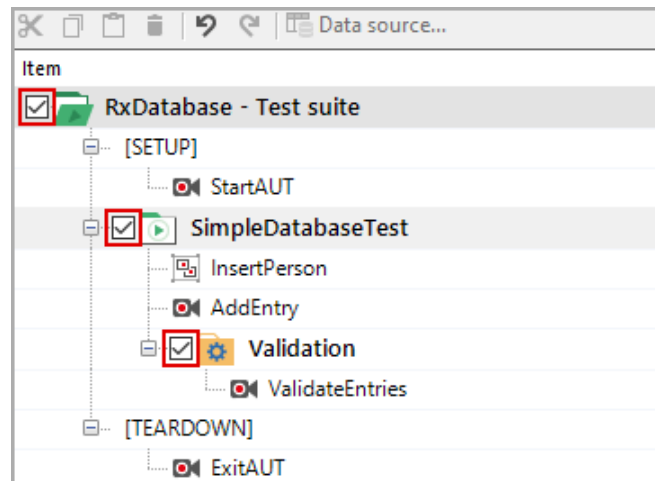 Data source...
Item
RxDatabase - Test suite
[SETUP]
StartAUT
SimpleDatabaseTest
InsertPerson
AddEntry
Validation
ValidateEntries
[TEARDOWN]
ExitAUT